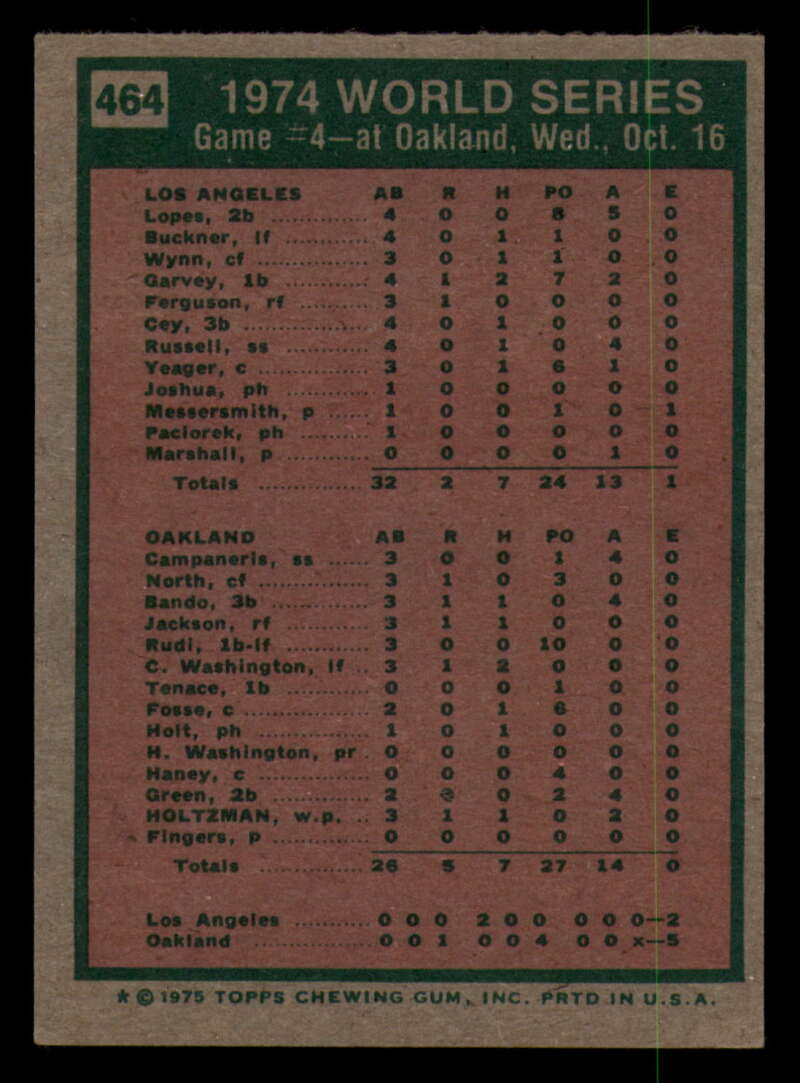 464
1974 WORLD SERIES
Game #4—at Oakland, Wed., Oct. 16
LOS ANGELES AB R H PO A E
Lopes, 2b .............. 4 0 0 8 5 0
Buckner, lf ............ 4 0 1 1 0 0
Wynn, cf ................ 3 0 1 1 0 0
Garvey, 1b ............ 4 1 2 7 2 0
Ferguson, rf .......... 3 1 0 0 0 0
Cey, 3b .................. 4 0 1 0 0 0
Russell, ss ............ 4 0 1 0 4 0
Yeager, c ................ 3 0 1 6 1 0
Joshua, ph ............ 1 0 0 0 0 0
Messersmith, p ...... 1 0 0 1 0 1
Paciorek, ph .......... 1 0 0 0 0 0
Marshall, p ............ 0 0 0 0 1 0
Totals .............. 32 2 7 24 13 1
OAKLAND AB R H PO A E
Campaneris, ss ...... 3 0 0 1 4 0
North, cf ................ 3 1 0 3 0 0
Bando, 3b .............. 3 1 1 0 4 0
Jackson, rf ............ 3 1 1 0 0 0
Rudi, 1b-lf ............ 3 0 0 10 0 0
C. Washington, lf .. 3 1 2 0 0 0
Tenace, 1b ............ 0 0 0 1 0 0
Fosse, c .................. 2 0 1 6 0 0
Holt, ph ................ 1 0 1 0 0 0
H. Washington, pr . 0 0 0 0 0 0
Haney, c ................ 0 0 0 4 0 0
Green, 2b .............. 2 0 2 4 0
HOLTZMAN, w.p. .. 3 1 1 0 2 0
Fingers, p .............. 0 0 0 0 0 0
Totals .............. 26 5 7 27 14 0
Los Angeles .......... 0 0 0 2 0 0 0 0 0—2
Oakland ................ 0 0 1 0 0 4 0 0 x—5
* © 1975 TOPPS CHEWING GUM, INC. PRTD IN U.S.A.